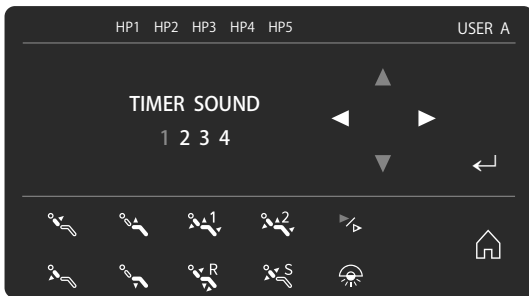 HP1 HP2 HP3 HP4 HP5 USER A
TIMER SOUND
1 2 3 4
1 2
R S